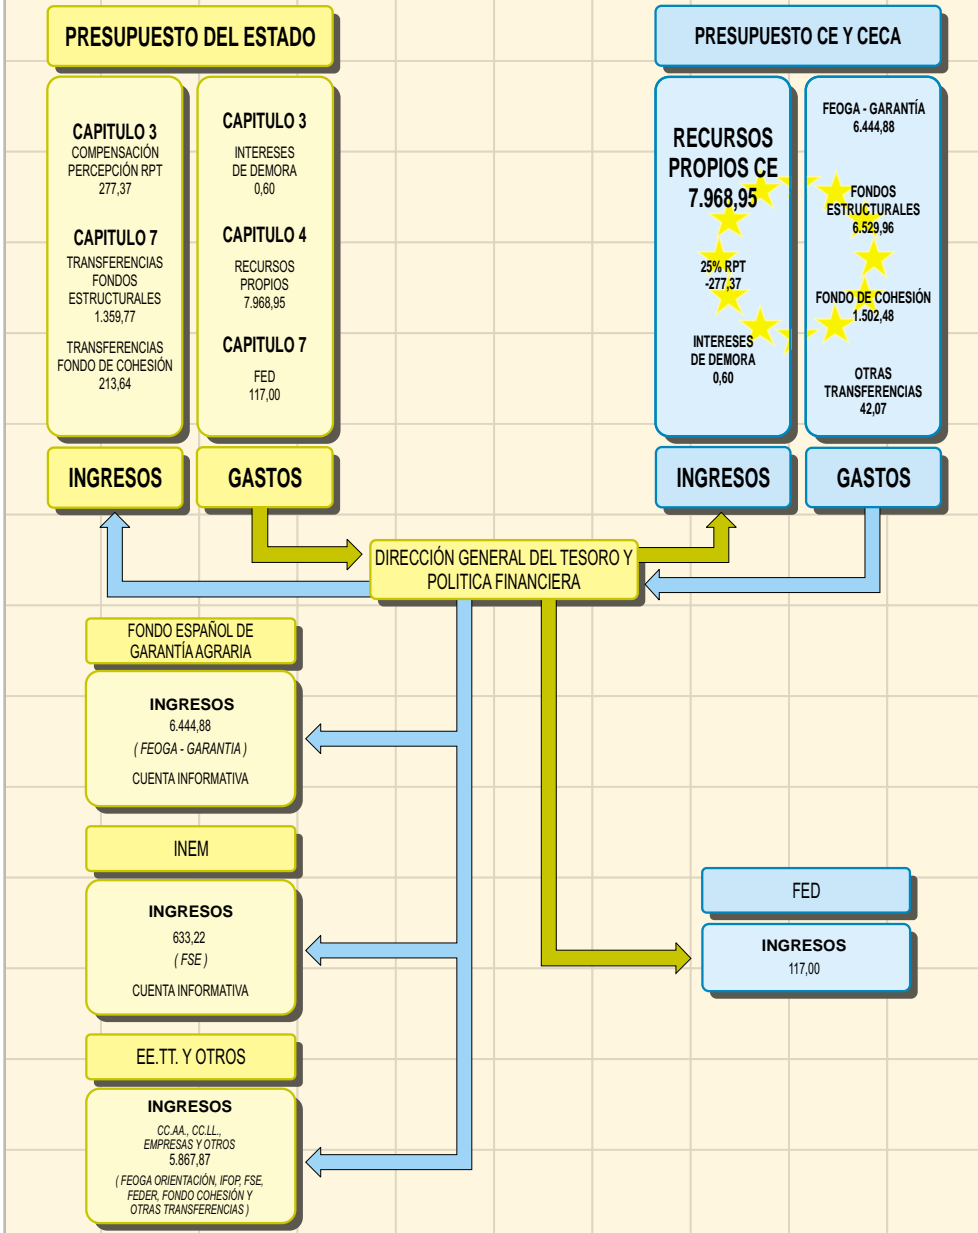 PRESUPUESTO DEL ESTADO
CAPITULO 3
COMPENSACIÓN
PERCEPCIÓN RPT
277,37
CAPITULO 7
TRANSFERENCIAS
FONDOS
ESTRUCTURALES
1.359,77
TRANSFERENCIAS
FONDO DE COHESIÓN
213,64
INGRESOS
CAPITULO 3
INTERESES
DE DEMORA
0,60
CAPITULO 4
RECURSOS
PROPIOS
7.968,95
CAPITULO 7
FED
117,00
GASTOS
PRESUPUESTO CE Y CECA
RECURSOS
PROPIOS CE
7.968,95
25% RPT
-277,37
INTERESES
DE DEMORA
0,60
INGRESOS
FEOGA - GARANTÍA
6.444,88
FONDOS
ESTRUCTURALES
6.529,96
FONDO DE COHESIÓN
1.502,48
OTRAS
TRANSFERENCIAS
42,07
GASTOS
DIRECCIÓN GENERAL DEL TESORO Y
POLITICA FINANCIERA
FONDO ESPAÑOL DE
GARANTÍA AGRARIA
INGRESOS
6.444,88
( FEOGA - GARANTIA )
CUENTA INFORMATIVA
INEM
INGRESOS
633,22
( FSE )
CUENTA INFORMATIVA
EE.TT. Y OTROS
INGRESOS
CC.AA., CC.LL.,
EMPRESAS Y OTROS
5.867,87
( FEOGA ORIENTACIÓN, IFOP, FSE,
FEDER, FONDO COHESIÓN Y
OTRAS TRANSFERENCIAS )
FED
INGRESOS
117,00